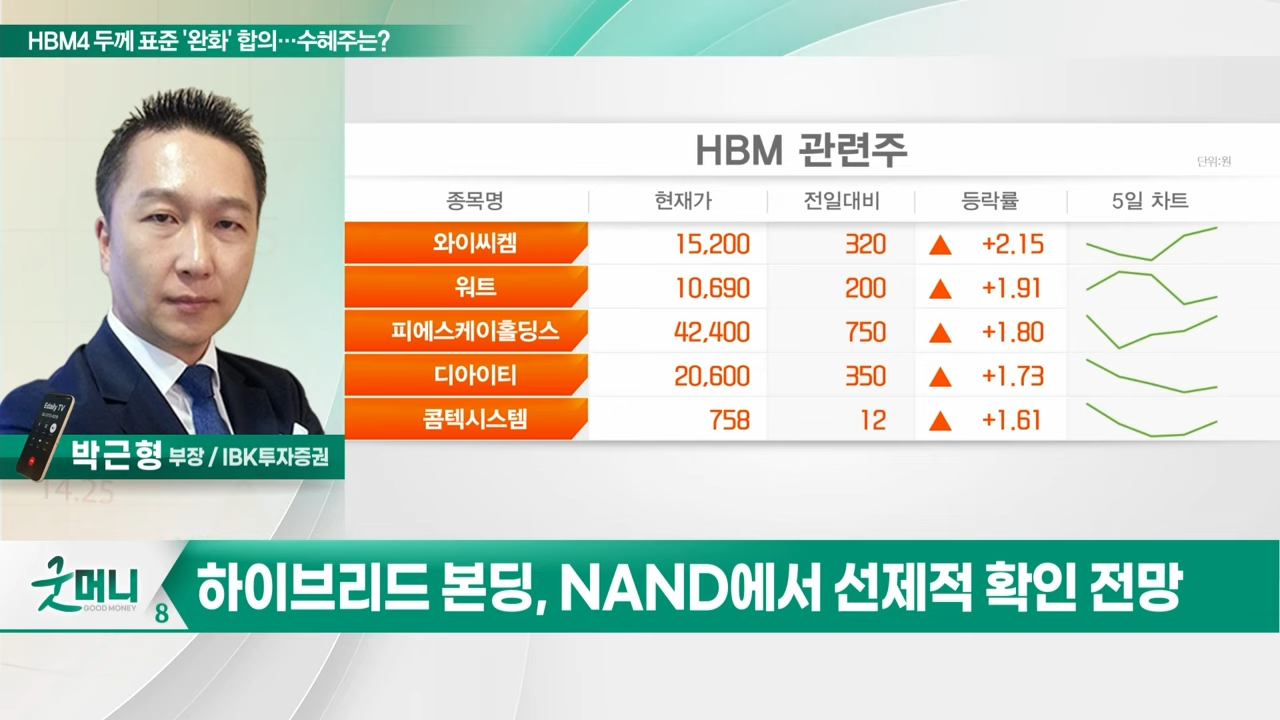 HBM4 두께 표준 '완화' 합의…수혜주는?
HBM 관련주
단위:원
종목명 현재가 전일대비 등락률 5일 차트
와이씨켐 15,200 320 ▲ +2.15
워트 10,690 200 ▲ +1.91
피에스케이홀딩스 42,400 750 ▲ +1.80
디아이티 20,600 350 ▲ +1.73
콤텍시스템 758 12 ▲ +1.61
Edaily TV
박근형 부장 / IBK투자증권
14.25
굿머니
GOOD MONEY
8
하이브리드 본딩, NAND에서 선제적 확인 전망